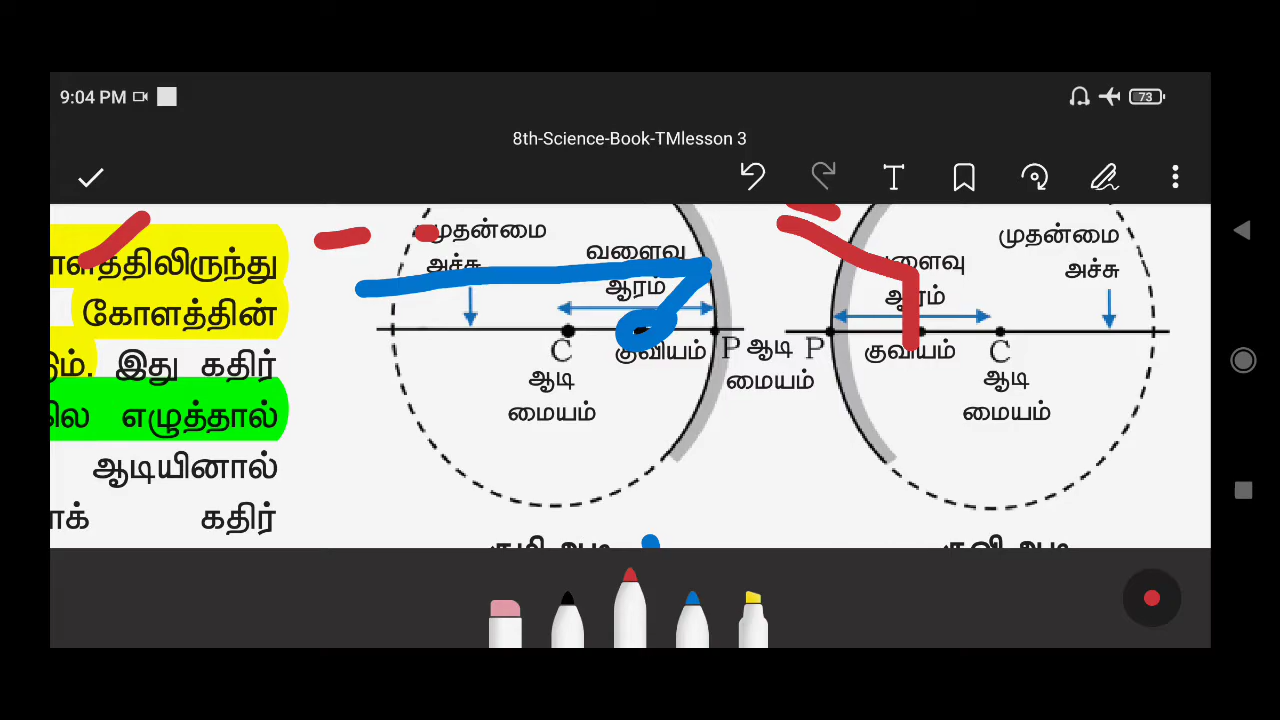 9:04 PM
73
8th-Science-Book-TMlesson 3
கோளத்தின்
இது கதிர்
எழுத்தால்
ஆடியினால்
கதிர்
முதன்மை
அச்சு
வளைவு
ஆரம்
C
குவியம்
P
ஆடி
மையம்
ஆடி
மையம்
முதன்மை
அச்சு
வளைவு
ஆரம்
P
குவியம்
C
ஆடி
மையம்